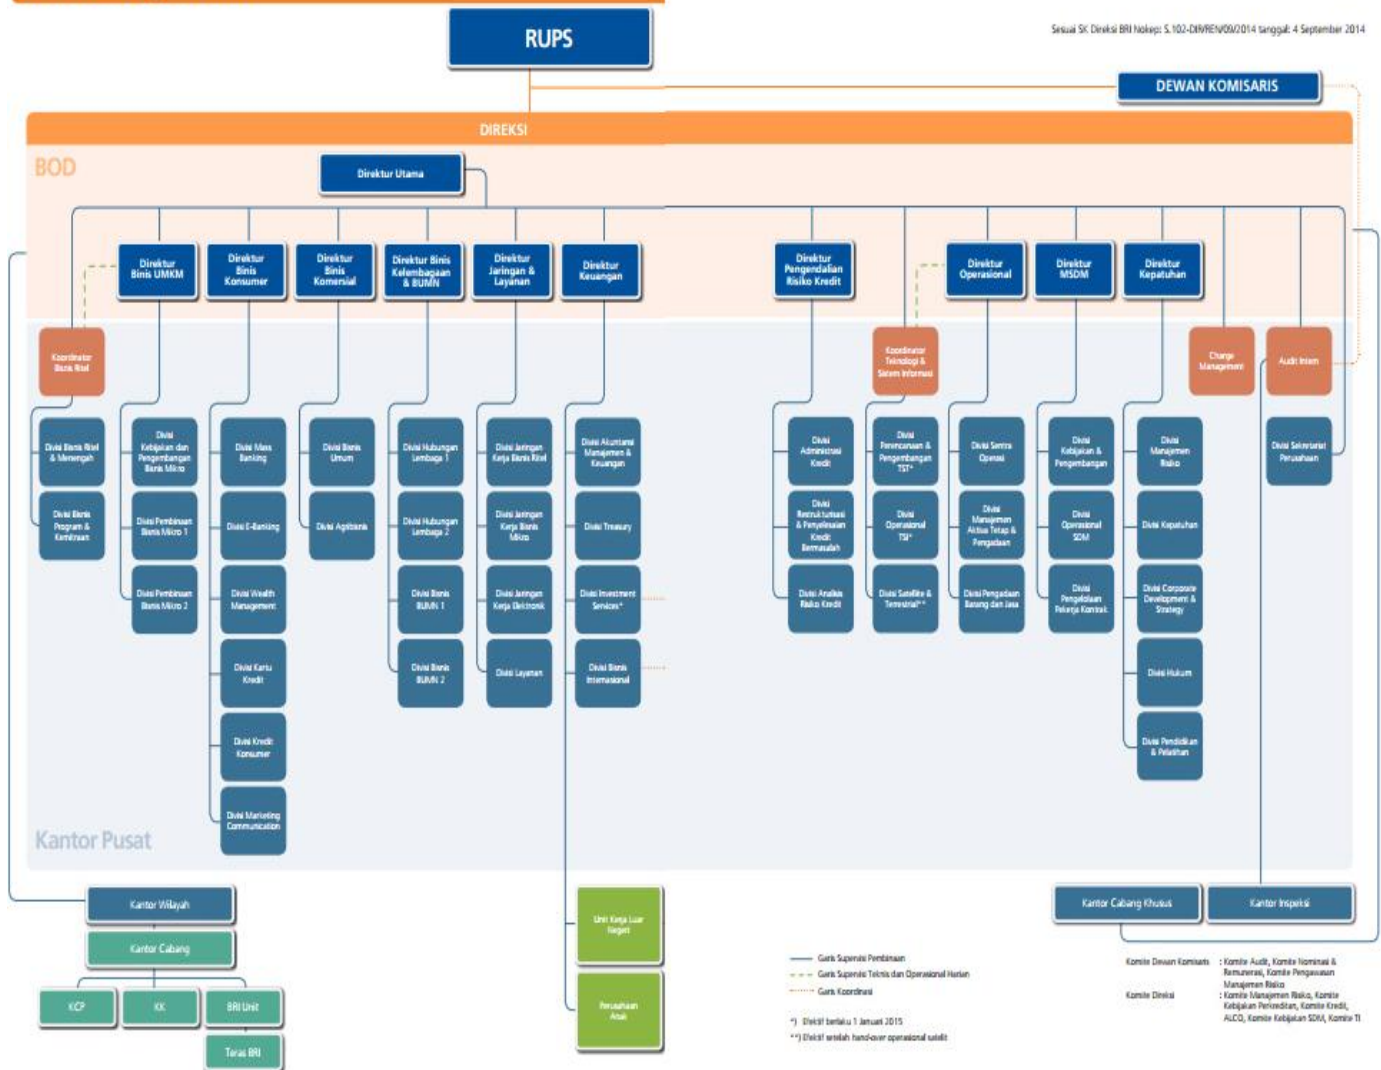 RUPS
Sesuai SK Direksi BRI Nokep: S.102-DIR/REN/09/2014 tanggal: 4 September 2014
DEWAN KOMISARIS
DIREKSI
BOD
Direktur Utama
Direktur
Binis UMKM
Direktur
Binis
Konsumer
Direktur
Binis
Komersial
Direktur Binis
Kelembagaan
& BUMN
Direktur
Jaringan &
Layanan
Direktur
Keuangan
Direktur
Pengendalian
Risiko Kredit
Direktur
Operasional
Direktur
MSDM
Direktur
Kepatuhan
Koordinator
Bisnis Ritel
Koordinator
Teknologi &
Sistem Informasi
Change
Management
Audit Intern
Divisi Bisnis Ritel
& Menengah
Divisi
Kebijakan dan
Pengembangan
Bisnis Mikro
Divisi Mass
Banking
Divisi Bisnis
Umum
Divisi Hubungan
Lembaga 1
Divisi Jaringan
Kerja Bisnis Ritel
Divisi Akuntansi
Manajemen &
Keuangan
Divisi
Administrasi
Kredit
Divisi
Perencanaan &
Pengembangan
TST*
Divisi Sentra
Operasi
Divisi
Kebijakan &
Pengembangan
Divisi
Manajemen
Risiko
Divisi Sekretariat
Perusahaan
Divisi Bisnis
Program &
Kemitraan
Divisi Pembinaan
Bisnis Mikro 1
Divisi E-Banking
Divisi Agribisnis
Divisi Hubungan
Lembaga 2
Divisi Jaringan
Kerja Bisnis
Mikro
Divisi Treasury
Divisi
Restrukturisasi
& Penyelesaian
Kredit
Bermasalah
Divisi
Operasional
TSI*
Divisi
Manajemen
Aktiva Tetap &
Pengadaan
Divisi
Operasional
SDM
Divisi Kepatuhan
Divisi Pembinaan
Bisnis Mikro 2
Divisi Wealth
Management
Divisi Bisnis
BUMN 1
Divisi Jaringan
Kerja Elektronik
Divisi Investment
Services*
Divisi Analisis
Risiko Kredit
Divisi Satellite &
Terrestrial**
Divisi Pengadaan
Barang dan Jasa
Divisi
Pengelolaan
Pekerja Kontrak
Divisi Corporate
Development &
Strategy
Divisi Kartu
Kredit
Divisi Bisnis
BUMN 2
Divisi Layanan
Divisi Bisnis
Internasional
Divisi Hukum
Divisi Kredit
Konsumer
Divisi Pendidikan
& Pelatihan
Divisi Marketing
Communication
Kantor Pusat
Kantor Wilayah
Kantor Cabang
KCP
KK
BRI Unit
Teras BRI
Unit Kerja Luar
Negeri
Perusahaan
Anak
Kantor Cabang Khusus
Kantor Inspeksi
Garis Supervisi Pembinaan
Garis Supervisi Teknis dan Operasional Harian
Garis Koordinasi
*) Efektif berlaku 1 Januari 2015
**) Efektif setelah hand-over operasional satelit
Komite Dewan Komisaris : Komite Audit, Komite Nominasi &
Remunerasi, Komite Pengawasan
Manajemen Risiko
Komite Direksi : Komite Manajemen Risiko, Komite
Kebijakan Perkreditan, Komite Kredit,
ALCO, Komite Kebijakan SDM, Komite TI